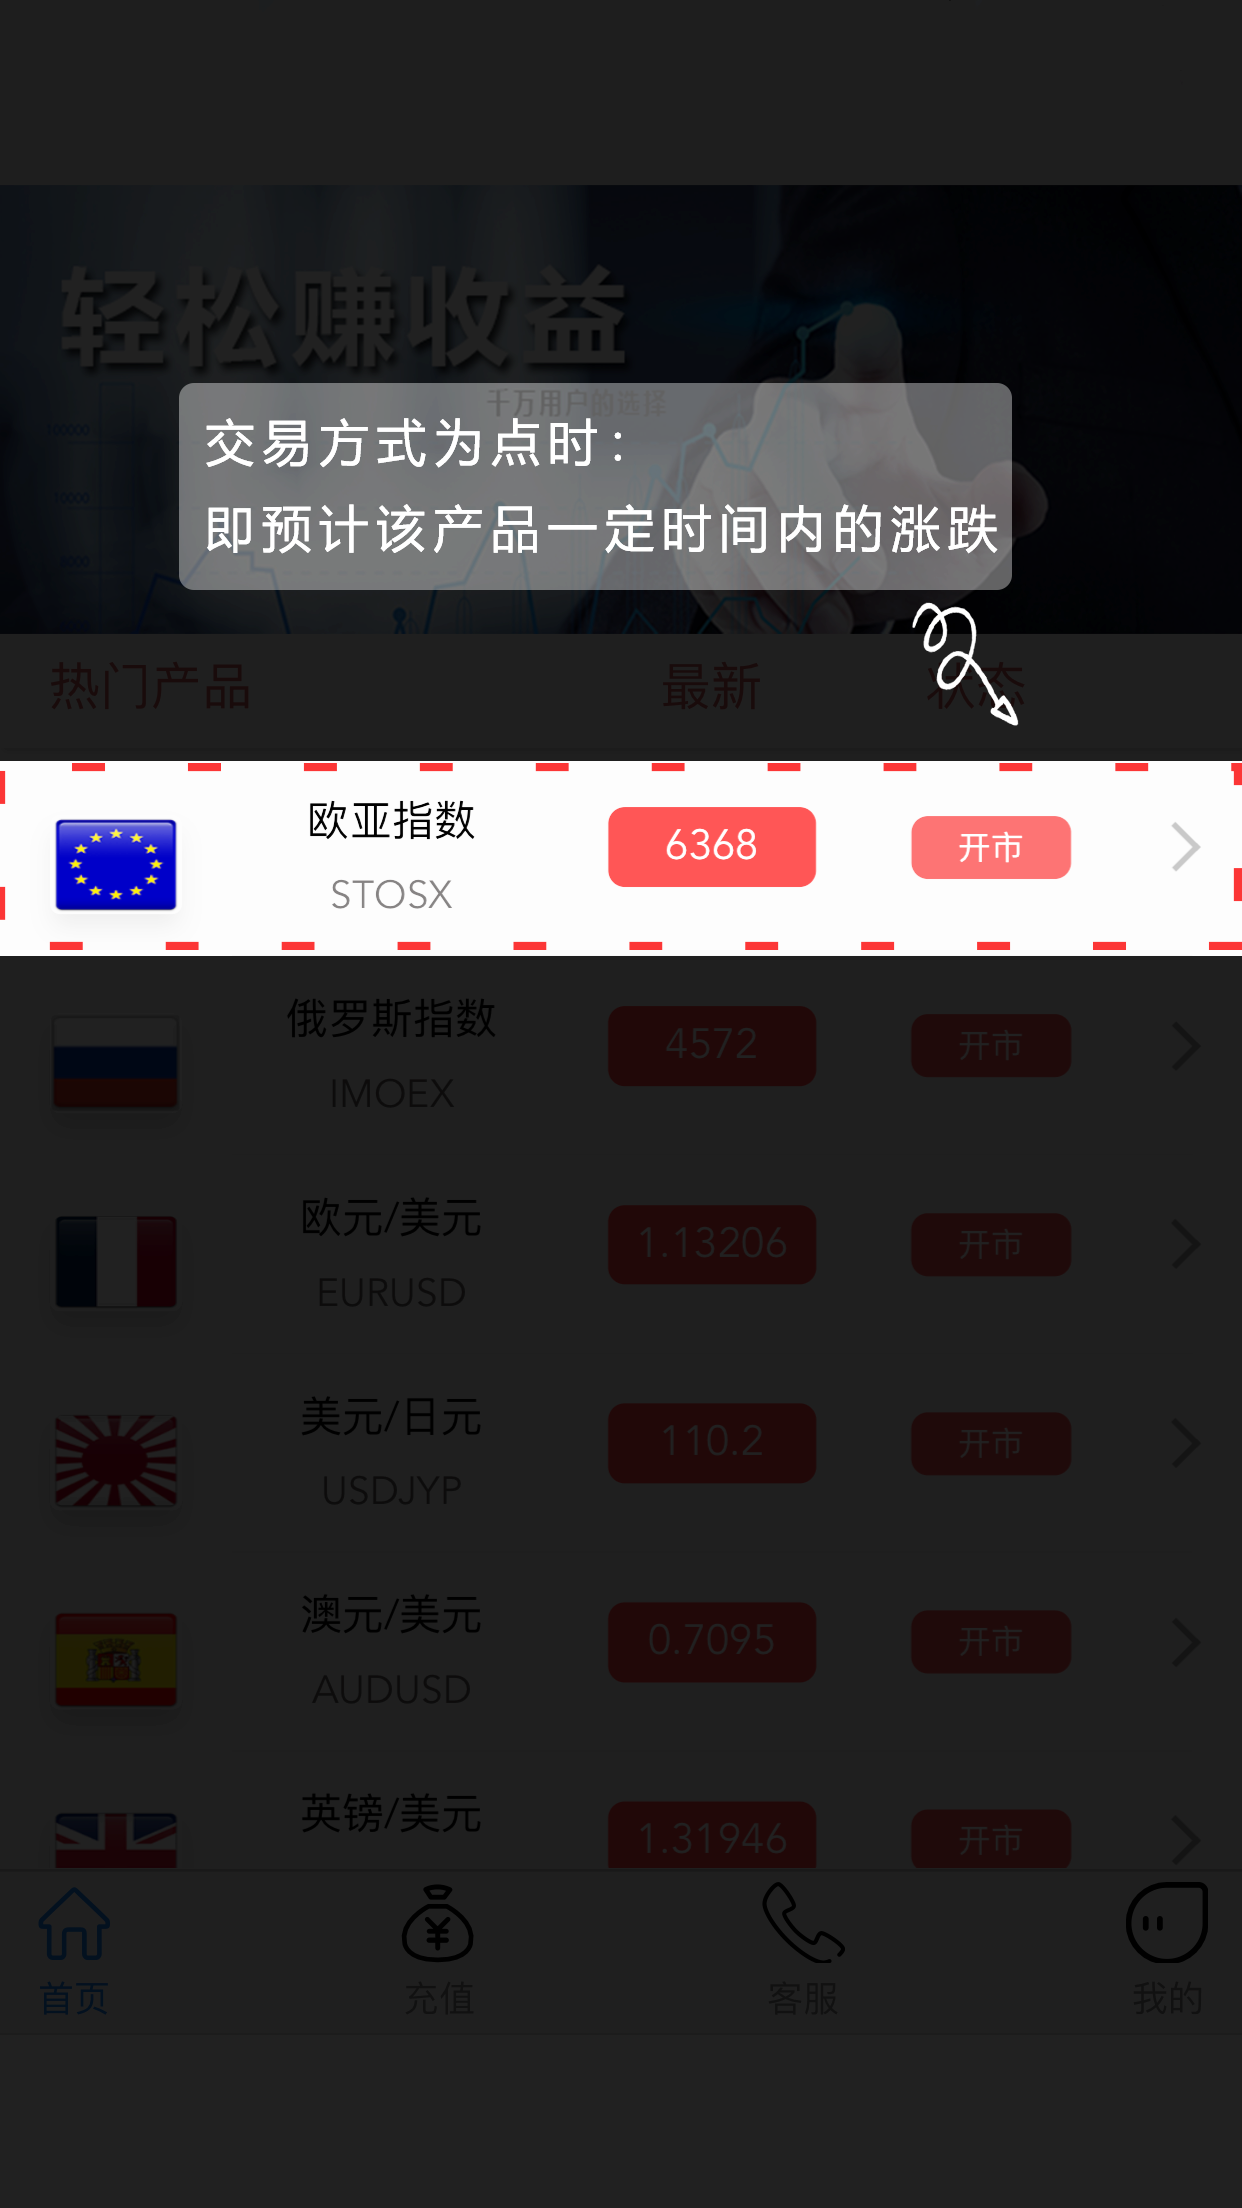 轻松赚收益
千万用户的选择
交易方式为点时：
即预计该产品一定时间内的涨跌
100000
10000
热门产品 最新 状态
欧亚指数 6368 开市
STOSX
俄罗斯指数 4572 开市
IMOEX
欧元/美元 1.13206 开市
EURUSD
美元/日元 110.2 开市
USDJYP
澳元/美元 0.7095 开市
AUDUSD
英镑/美元 1.31946 开市
首页 充值 客服 我的